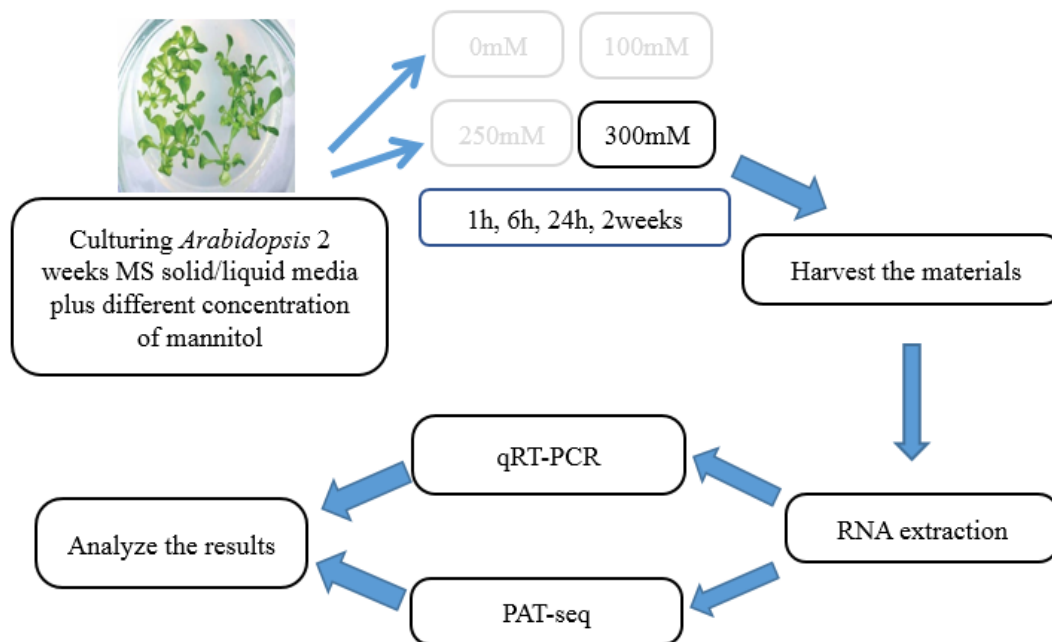 0mM
100mM
250mM
300mM
1h, 6h, 24h, 2weeks
Culturing Arabidopsis 2
weeks MS solid/liquid media
plus different concentration
of mannitol
Harvest the materials
RNA extraction
qRT-PCR
PAT-seq
Analyze the results